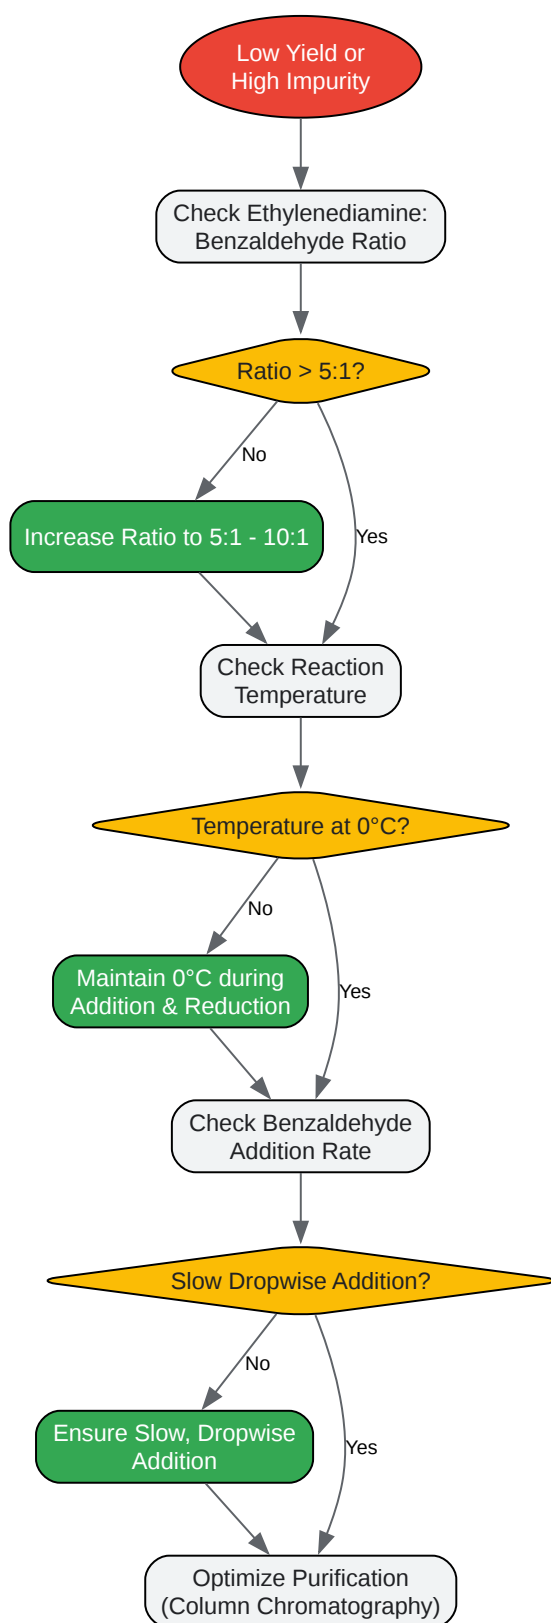 Low Yield or
High Impurity
Check Ethylenediamine:
Benzaldehyde Ratio
Ratio > 5:1?
No
Yes
Increase Ratio to 5:1 - 10:1
Check Reaction
Temperature
Temperature at 0°C?
No
Yes
Maintain 0°C during
Addition & Reduction
Check Benzaldehyde
Addition Rate
Slow Dropwise Addition?
No
Yes
Ensure Slow, Dropwise
Addition
Optimize Purification
(Column Chromatography)